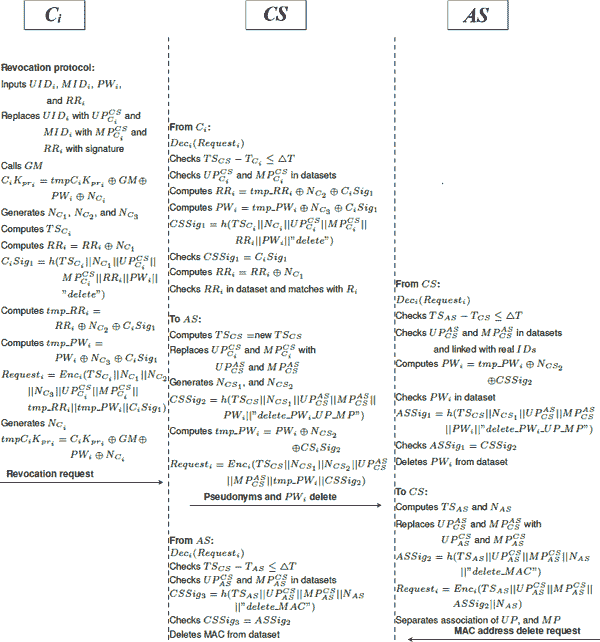 C_i
CS
AS
Revocation protocol:
Inputs UID_i, MID_i, PW_i,
and RR_i
Replaces UID_i with UP_{C_i}^{CS} and
MID_i with MP_{C_i}^{CS} and
RR_i with signature
Calls GM
C_iK_{pr_i} = tmpC_iK_{pr_i} ⊕ GM⊕
PW_i ⊕ N_{C_i}
Generates N_{C_1}, N_{C_2}, and N_{C_3}
Computes TS_{C_i}
Computes RR_i = RR_i ⊕ N_{C_1}
C_iSig_1 = h(TS_{C_i}||N_{C_1}||UP_{C_i}^{CS}||
MP_{C_i}^{CS}||RR_i||PW_i||
"delete")
Computes tmp_RR_i =
RR_i ⊕ N_{C_2} ⊕ C_iSig_1
Computes tmp_PW_i =
PW_i ⊕ N_{C_3} ⊕ C_iSig_1
Request_i = Enc_i(TS_{C_i}||N_{C_1}||N_{C_2}
||N_{C_3}||UP_{C_i}^{CS}||MP_{C_i}^{CS}||
tmp_RR_i||tmp_PW_i||C_iSig_1)
Generates N_{C_i}
tmpC_iK_{pr_i} = C_iK_{pr_i} ⊕ GM⊕
PW_i ⊕ N_{C_i}
Revocation request
From C_i:
Dec_i(Request_i)
Checks TS_{CS} − T_{C_i} ≤ △T
Checks UP_{C_i}^{CS} and MP_{C_i}^{CS} in datasets
Computes RR_i = tmp_RR_i ⊕ N_{C_2} ⊕ C_iSig_1
Computes PW_i = tmp_PW_i ⊕ N_{C_3} ⊕ C_iSig_1
CSSig_1 = h(TS_{C_i}||N_{C_1}||UP_{C_i}^{CS}||MP_{C_i}^{CS}||
RR_i||PW_i||"delete")
Checks CSSig_1 = C_iSig_1
Computes RR_i = RR_i ⊕ N_{C_1}
Checks RR_i in dataset and matches with R_i
To AS:
Computes TS_{CS} =new TS_{CS}
Replaces UP_{C_i}^{CS} and MP_{C_i}^{CS} with
UP_{CS}^{AS} and MP_{CS}^{AS}
Generates N_{CS_1}, and N_{CS_2}
CSSig_2 = h(TS_{CS}||N_{CS_1}||UP_{CS}^{AS}||MP_{CS}^{AS}||
PW_i||"delete_PW_i_UP_MP")
Computes tmp_PW_i = PW_i ⊕ N_{CS_2}
⊕CS_iSig_2
Request_i = Enc_i(TS_{CS}||N_{CS_1}||N_{CS_2}||UP_{CS}^{AS}
||MP_{CS}^{AS}||tmp_PW_i||CSSig_2)
Pseudonyms and PW_i delete
From CS:
Dec_i(Request_i)
Checks TS_{AS} − T_{CS} ≤ △T
Checks UP_{CS}^{AS} and MP_{CS}^{AS} in datasets
and linked with real IDs
Computes PW_i = tmp_PW_i ⊕ N_{CS_2}
⊕CSSig_2
Checks PW_i in dataset
ASSig_1 = h(TS_{CS}||N_{CS_1}||UP_{CS}^{AS}||MP_{CS}^{AS}
||PW_i||"delete_PW_i_UP_MP")
Checks ASSig_1 = CSSig_2
Deletes PW_i from dataset
To CS:
Computes TS_{AS} and N_{AS}
Replaces UP_{CS}^{AS} and MP_{CS}^{AS} with
UP_{AS}^{CS} and MP_{AS}^{CS}
ASSig_2 = h(TS_{AS}||UP_{AS}^{CS}||MP_{AS}^{CS}||N_{AS}
||"delete_MAC")
Request_i = Enc_i(TS_{AS}||UP_{AS}^{CS}||MP_{AS}^{CS}||
ASSig_2||N_{AS})
Separates association of UP, and MP
MAC address delete request
From AS:
Dec_i(Request_i)
Checks TS_{CS} − T_{AS} ≤ △T
Checks UP_{AS}^{CS} and MP_{AS}^{CS} in datasets
CSSig_3 = h(TS_{AS}||UP_{AS}^{CS}||MP_{AS}^{CS}||N_{AS}
||"delete_MAC")
Checks CSSig_3 = ASSig_2
Deletes MAC from dataset